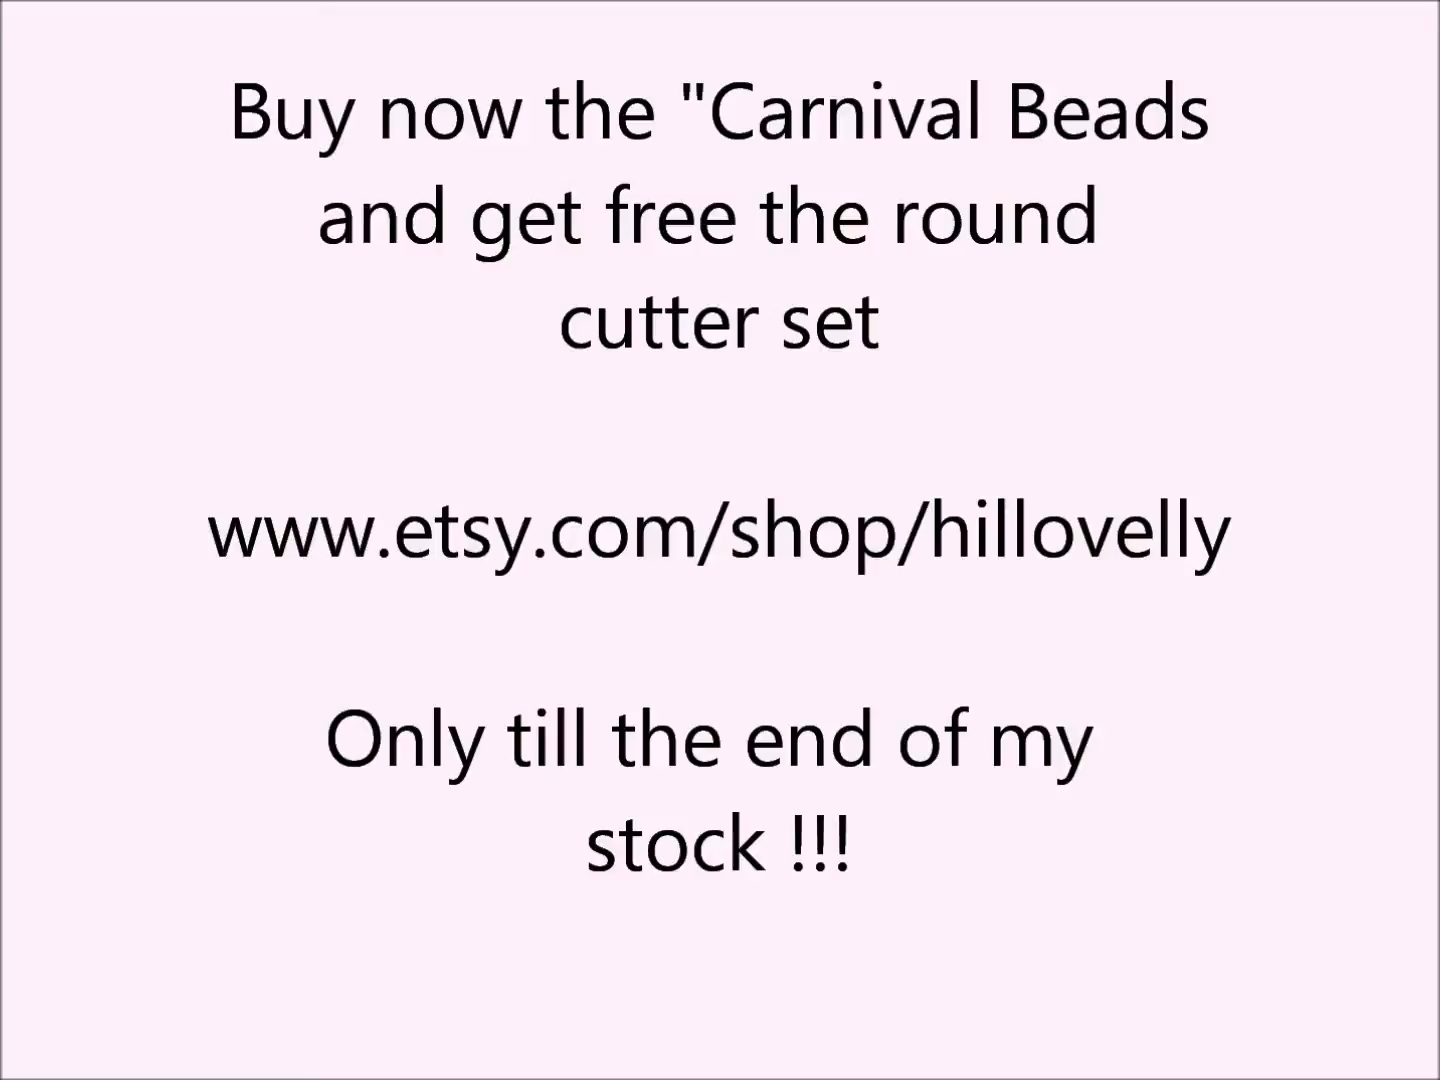 Buy now the "Carnival Beads
and get free the round
cutter set
www.etsy.com/shop/hillovelly
Only till the end of my
stock !!!